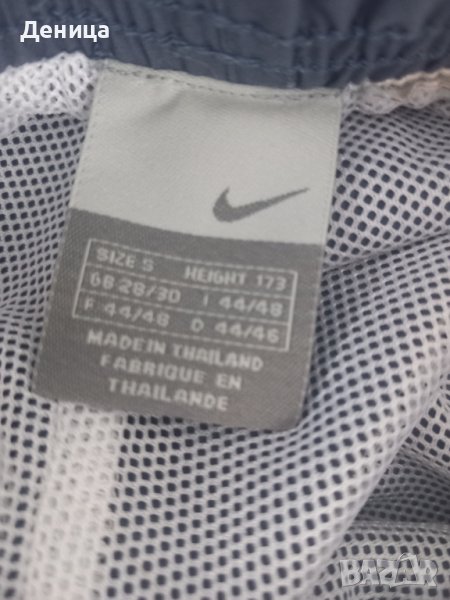 Деница
SIZE S HEIGHT 173
GB 28/30 I 44/48
F 44/48 D 44/46
MADE IN THAILAND
FABRIQUE EN
THAILANDE
BAZAR